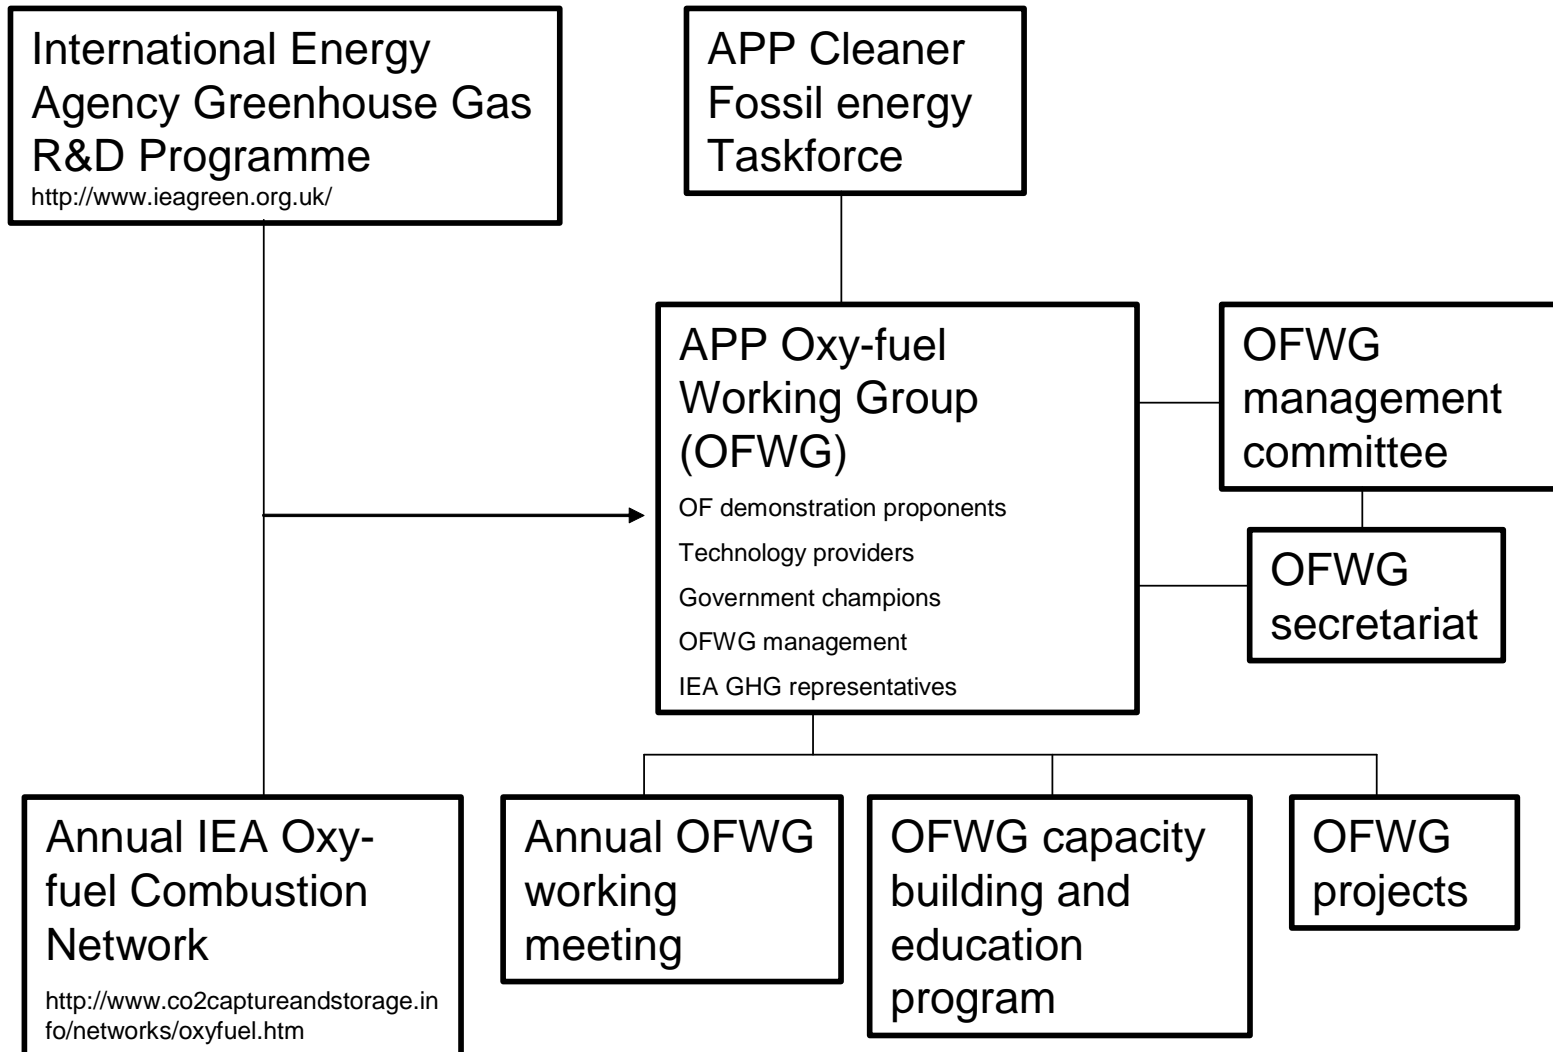 International Energy
Agency Greenhouse Gas
R&D Programme
http://www.ieagreen.org.uk/
APP Cleaner
Fossil energy
Taskforce
APP Oxy-fuel
Working Group
(OFWG)
OF demonstration proponents
Technology providers
Government champions
OFWG management
IEA GHG representatives
OFWG
management
committee
OFWG
secretariat
Annual IEA Oxy-
fuel Combustion
Network
http://www.co2captureandstorage.in
fo/networks/oxyfuel.htm
Annual OFWG
working
meeting
OFWG capacity
building and
education
program
OFWG
projects